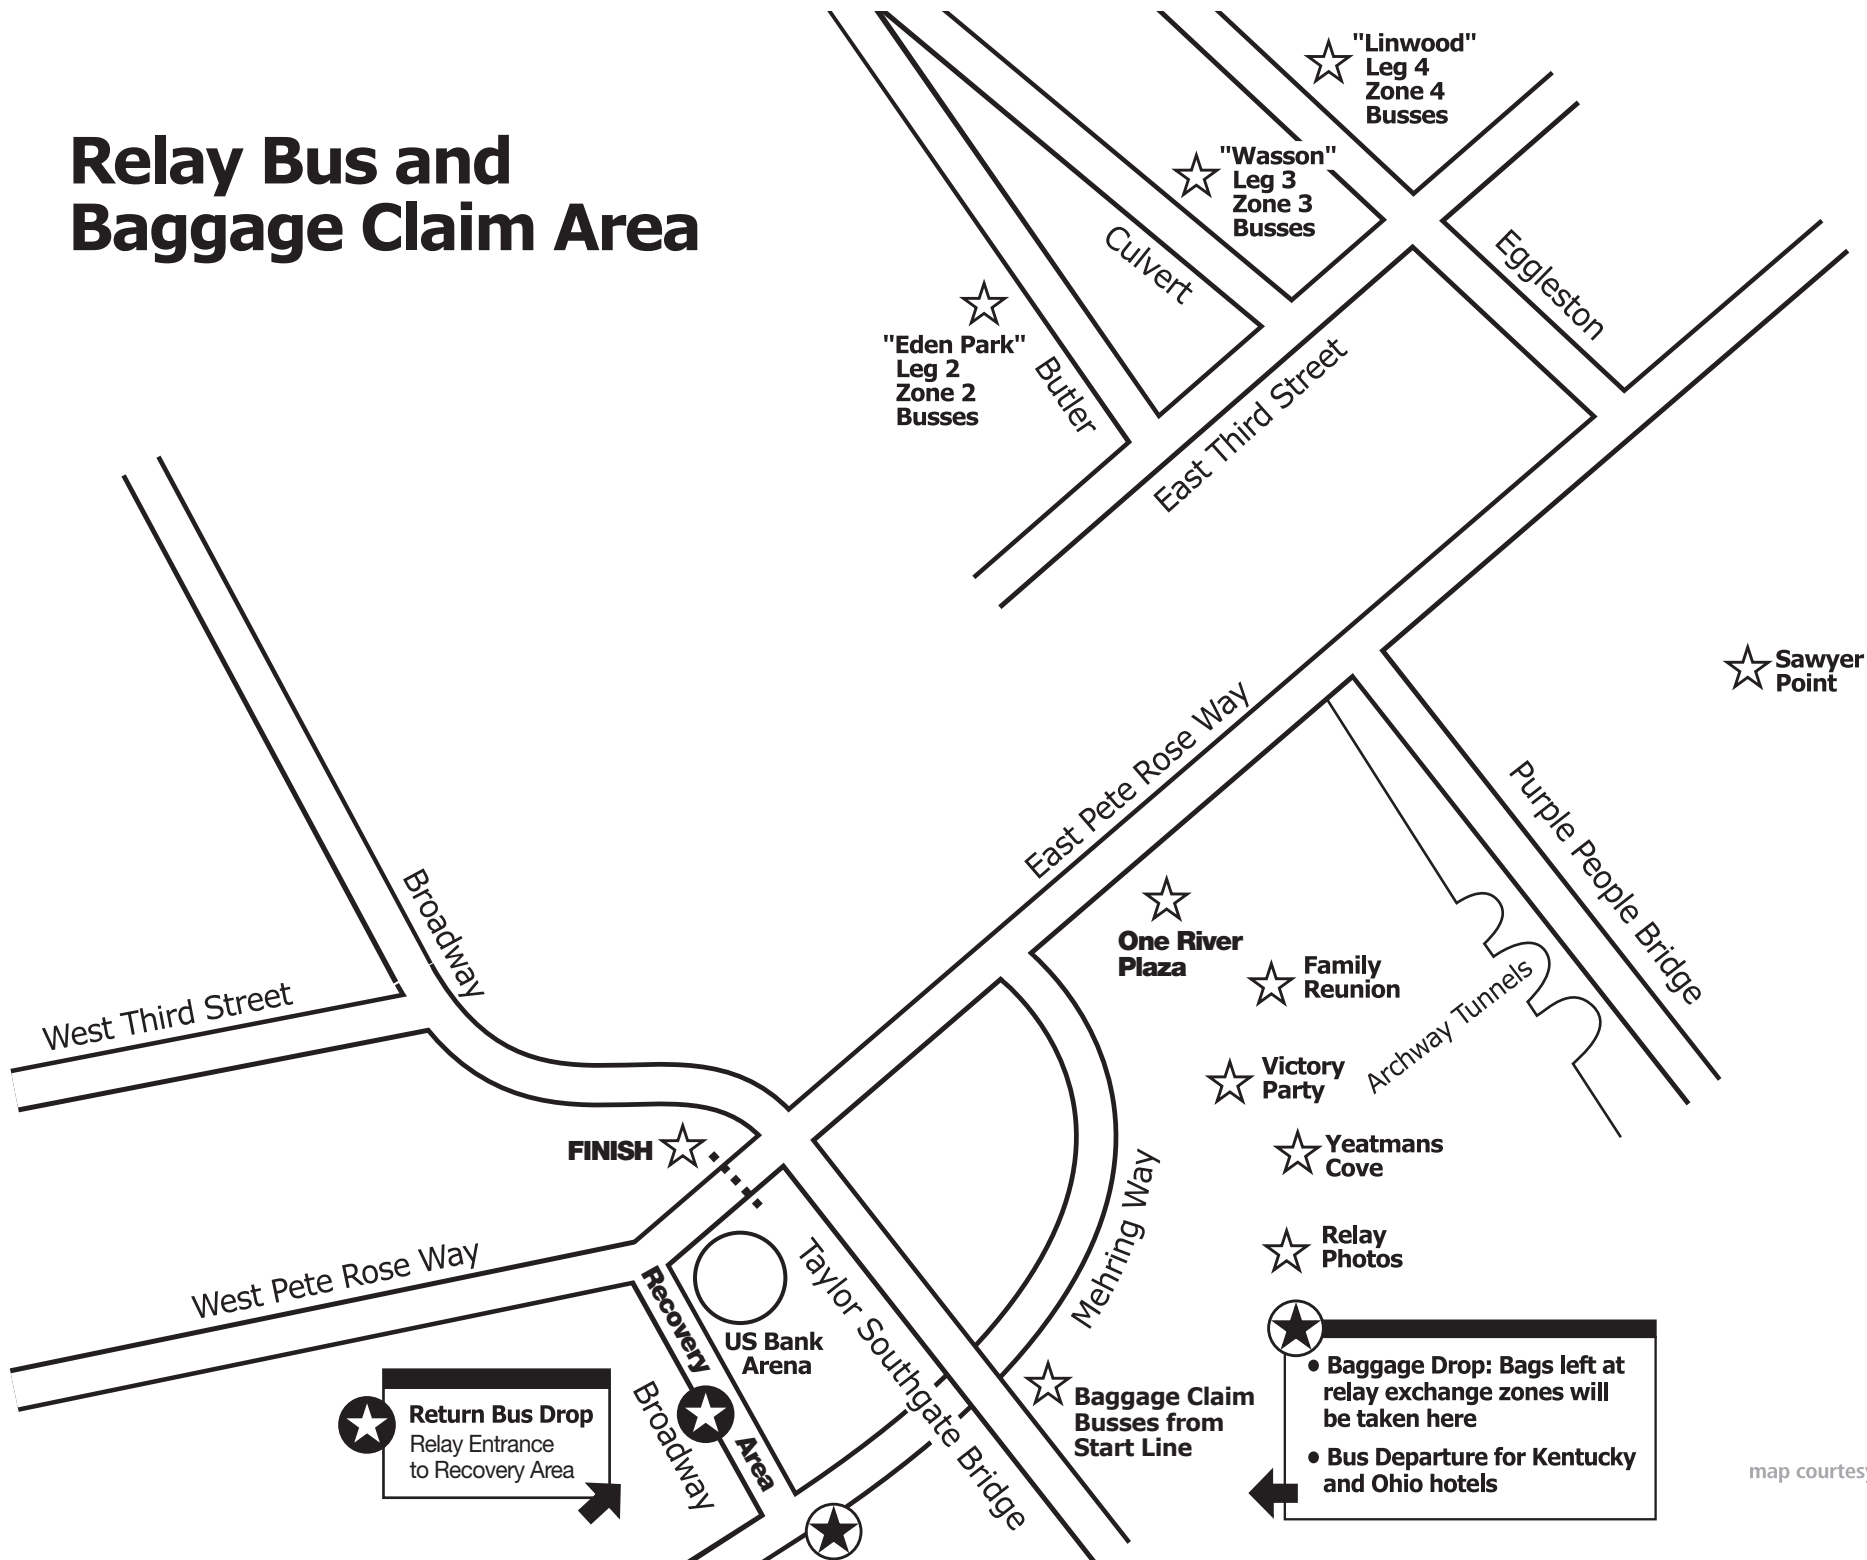 Relay Bus and
Baggage Claim Area
"Linwood"
Leg 4
Zone 4
Busses
"Wasson"
Leg 3
Zone 3
Busses
Culvert
Eggleston
"Eden Park"
Leg 2
Zone 2
Busses
Butler
East Third Street
Sawyer
Point
East Pete Rose Way
Purple People Bridge
Broadway
West Third Street
One River
Plaza
Family
Reunion
Archway Tunnels
Victory
Party
FINISH
Yeatmans
Cove
Mehring Way
Relay
Photos
West Pete Rose Way
Recovery
Area
US Bank
Arena
Taylor Southgate Bridge
Broadway
Return Bus Drop
Relay Entrance
to Recovery Area
Baggage Claim
Busses from
Start Line
• Baggage Drop: Bags left at
relay exchange zones will
be taken here
• Bus Departure for Kentucky
and Ohio hotels
map courtesy